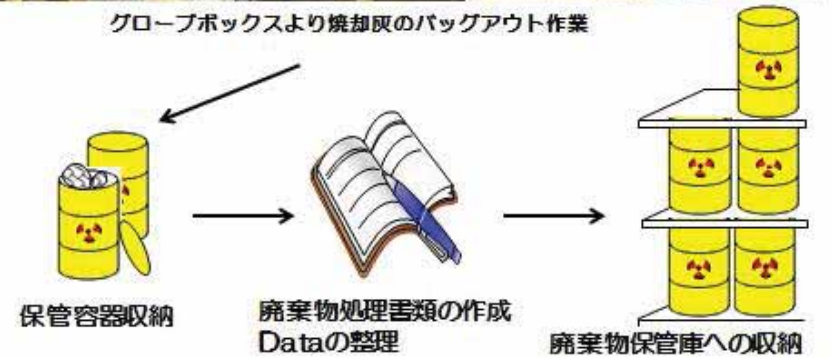 グローブボックスより焼却灰のバッグアウト作業
保管容器収納
廃棄物処理書類の作成
Dataの整理
廃棄物保管庫への収納